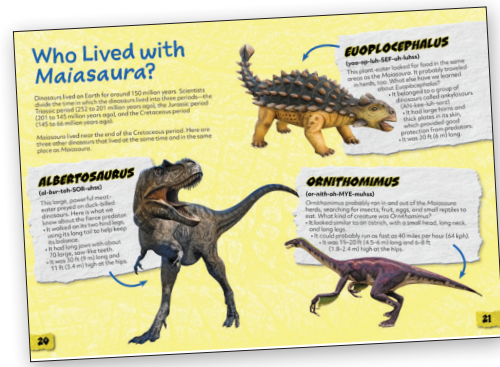 Who Lived with
Maiasaura?
Dinosaurs lived on Earth for around 150 million years. Scientists
divide the time in which the dinosaurs lived into three periods—the
Triassic period (252 to 201 million years ago), the Jurassic period
(201 to 145 million years ago), and the Cretaceous period
(145 to 66 million years ago).
Maiasaura lived near the end of the Cretaceous period. Here are
three other dinosaurs that lived at the same time and in the same
place as Maiasaura.
EUOPLOCEPHALUS
(yoo-op-luh-SEF-uh-luhss)
This plant-eater looked for food in the same
areas as the Maiasaura. It probably traveled
in herds, too. What else have we learned
about Euoplocephalus?
• It belonged to a group of
dinosaurs called ankylosaurs
(AN-kee-luh-sorz).
• It had large horns and
thick plates in its skin,
which provided good
protection from predators.
• It was 20 ft (6 m) long.
ALBERTOSAURUS
(al-bur-toh-SOR-uhss)
This large, powerful meat-
eater preyed on duck-billed
dinosaurs. Here is what we
know about the fierce predator.
• It walked on its two hind legs,
using its long tail to help keep
its balance.
• It had long jaws with about
70 large, saw-like teeth.
• It was 30 ft (9 m) long and
11 ft (3.4 m) high at the hips.
ORNITHOMIMUS
(or-nith-oh-MYE-muhss)
Ornithomimus probably ran in and out of the Maiasaura
herds, searching for insects, fruit, eggs, and small reptiles to
eat. What kind of creature was Ornithomimus?
• It looked similar to an ostrich, with a small head, long neck,
and long legs.
• It could probably run as fast as 40 miles per hour (64 kph).
• It was 15–20 ft (4.5–6 m) long and 6–8 ft
(1.8–2.4 m) high at the hips.
20
21